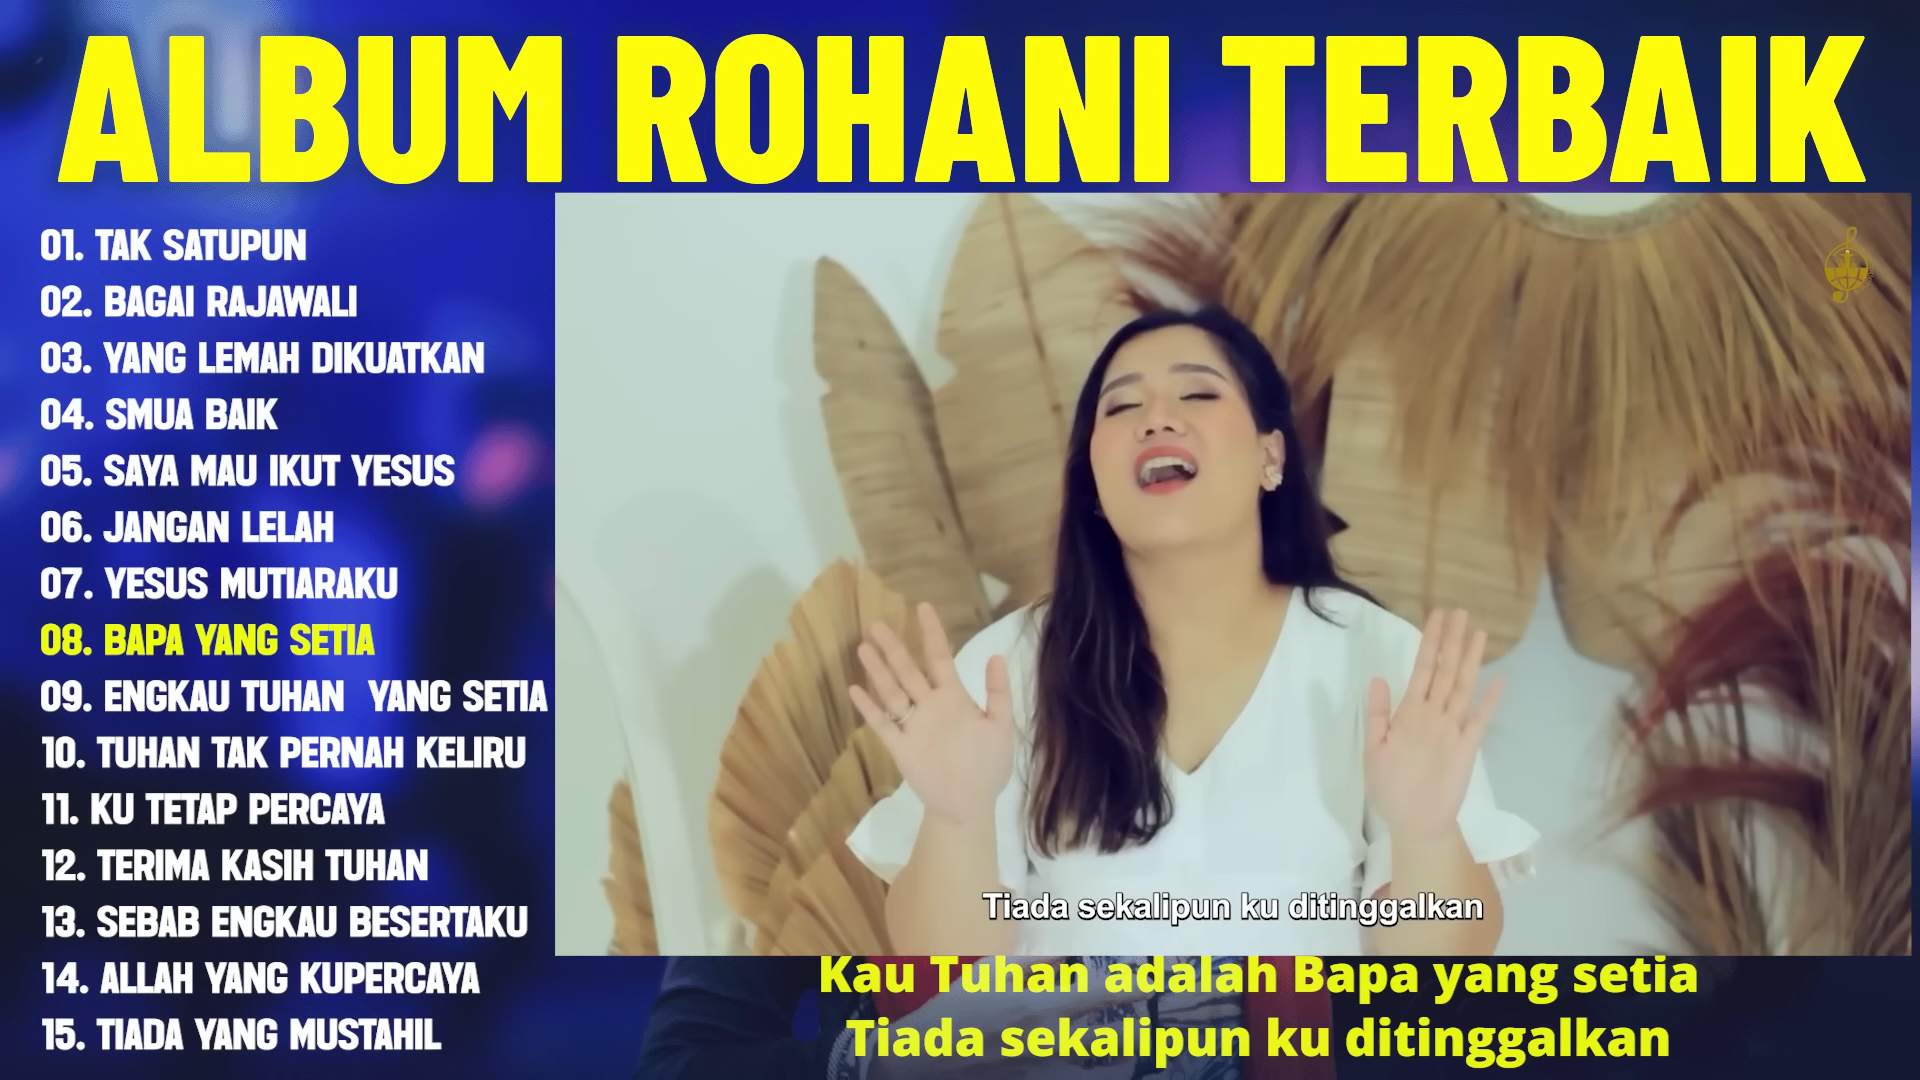 ALBUM ROHANI TERBAIK
01. TAK SATUPUN
02. BAGAI RAJAWALI
03. YANG LEMAH DIKUATKAN
04. SMUA BAIK
05. SAYA MAU IKUT YESUS
06. JANGAN LELAH
07. YESUS MUTIARAKU
08. BAPA YANG SETIA
09. ENGKAU TUHAN  YANG SETIA
10. TUHAN TAK PERNAH KELIRU
11. KU TETAP PERCAYA
12. TERIMA KASIH TUHAN
13. SEBAB ENGKAU BESERTAKU
14. ALLAH YANG KUPERCAYA
15. TIADA YANG MUSTAHIL
Tiada sekalipun ku ditinggalkan
Kau Tuhan adalah Bapa yang setia
Tiada sekalipun ku ditinggalkan